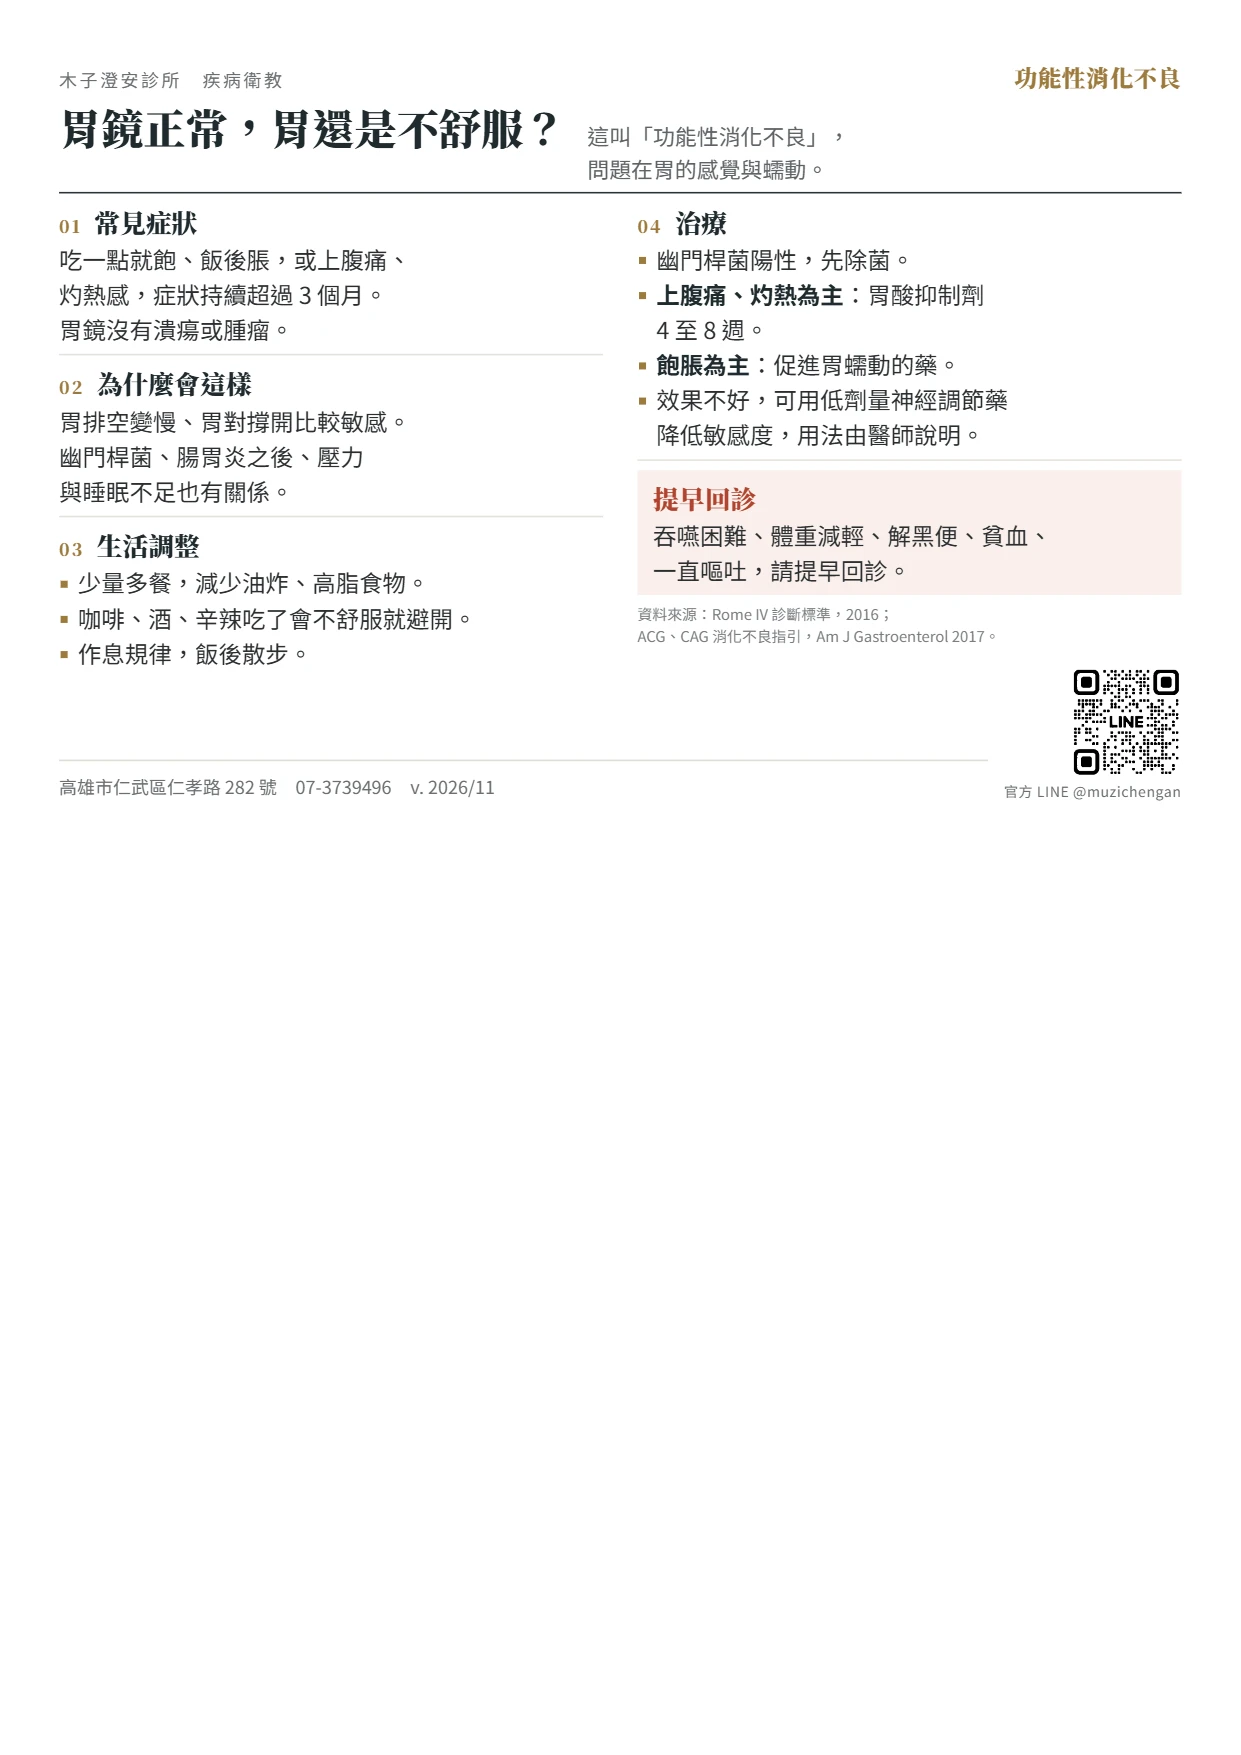 木子澄安診所　疾病衛教
功能性消化不良
胃鏡正常，胃還是不舒服？
這叫「功能性消化不良」，
問題在胃的感覺與蠕動。
01 常見症狀
吃一點就飽、飯後脹，或上腹痛、
灼熱感，症狀持續超過 3 個月。
胃鏡沒有潰瘍或腫瘤。
02 為什麼會這樣
胃排空變慢、胃對撐開比較敏感。
幽門桿菌、腸胃炎之後、壓力
與睡眠不足也有關係。
03 生活調整
▪ 少量多餐，減少油炸、高脂食物。
▪ 咖啡、酒、辛辣吃了會不舒服就避開。
▪ 作息規律，飯後散步。
04 治療
▪ 幽門桿菌陽性，先除菌。
▪ 上腹痛、灼熱為主：胃酸抑制劑
4 至 8 週。
▪ 飽脹為主：促進胃蠕動的藥。
▪ 效果不好，可用低劑量神經調節藥
降低敏感度，用法由醫師說明。
提早回診
吞嚥困難、體重減輕、解黑便、貧血、
一直嘔吐，請提早回診。
資料來源：Rome IV 診斷標準，2016；
ACG、CAG 消化不良指引，Am J Gastroenterol 2017。
LINE
高雄市仁武區仁孝路 282 號　07-3739496　v. 2026/11
官方 LINE @muzichengan